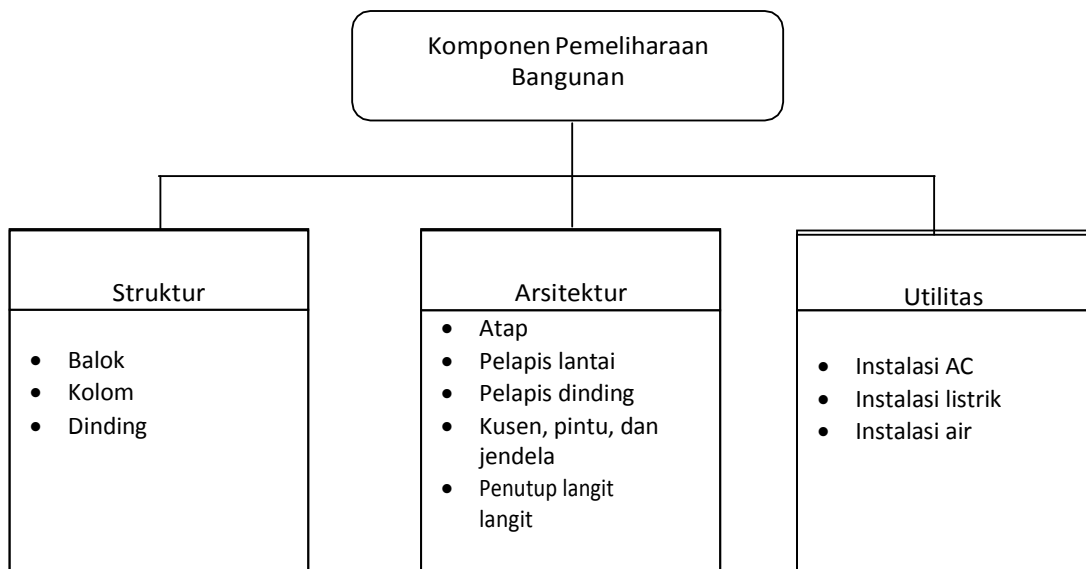 Komponen Pemeliharaan
Bangunan
Struktur
• Balok
• Kolom
• Dinding
Arsitektur
• Atap
• Pelapis lantai
• Pelapis dinding
• Kusen, pintu, dan
jendela
• Penutup langit
langit
Utilitas
• Instalasi AC
• Instalasi listrik
• Instalasi air